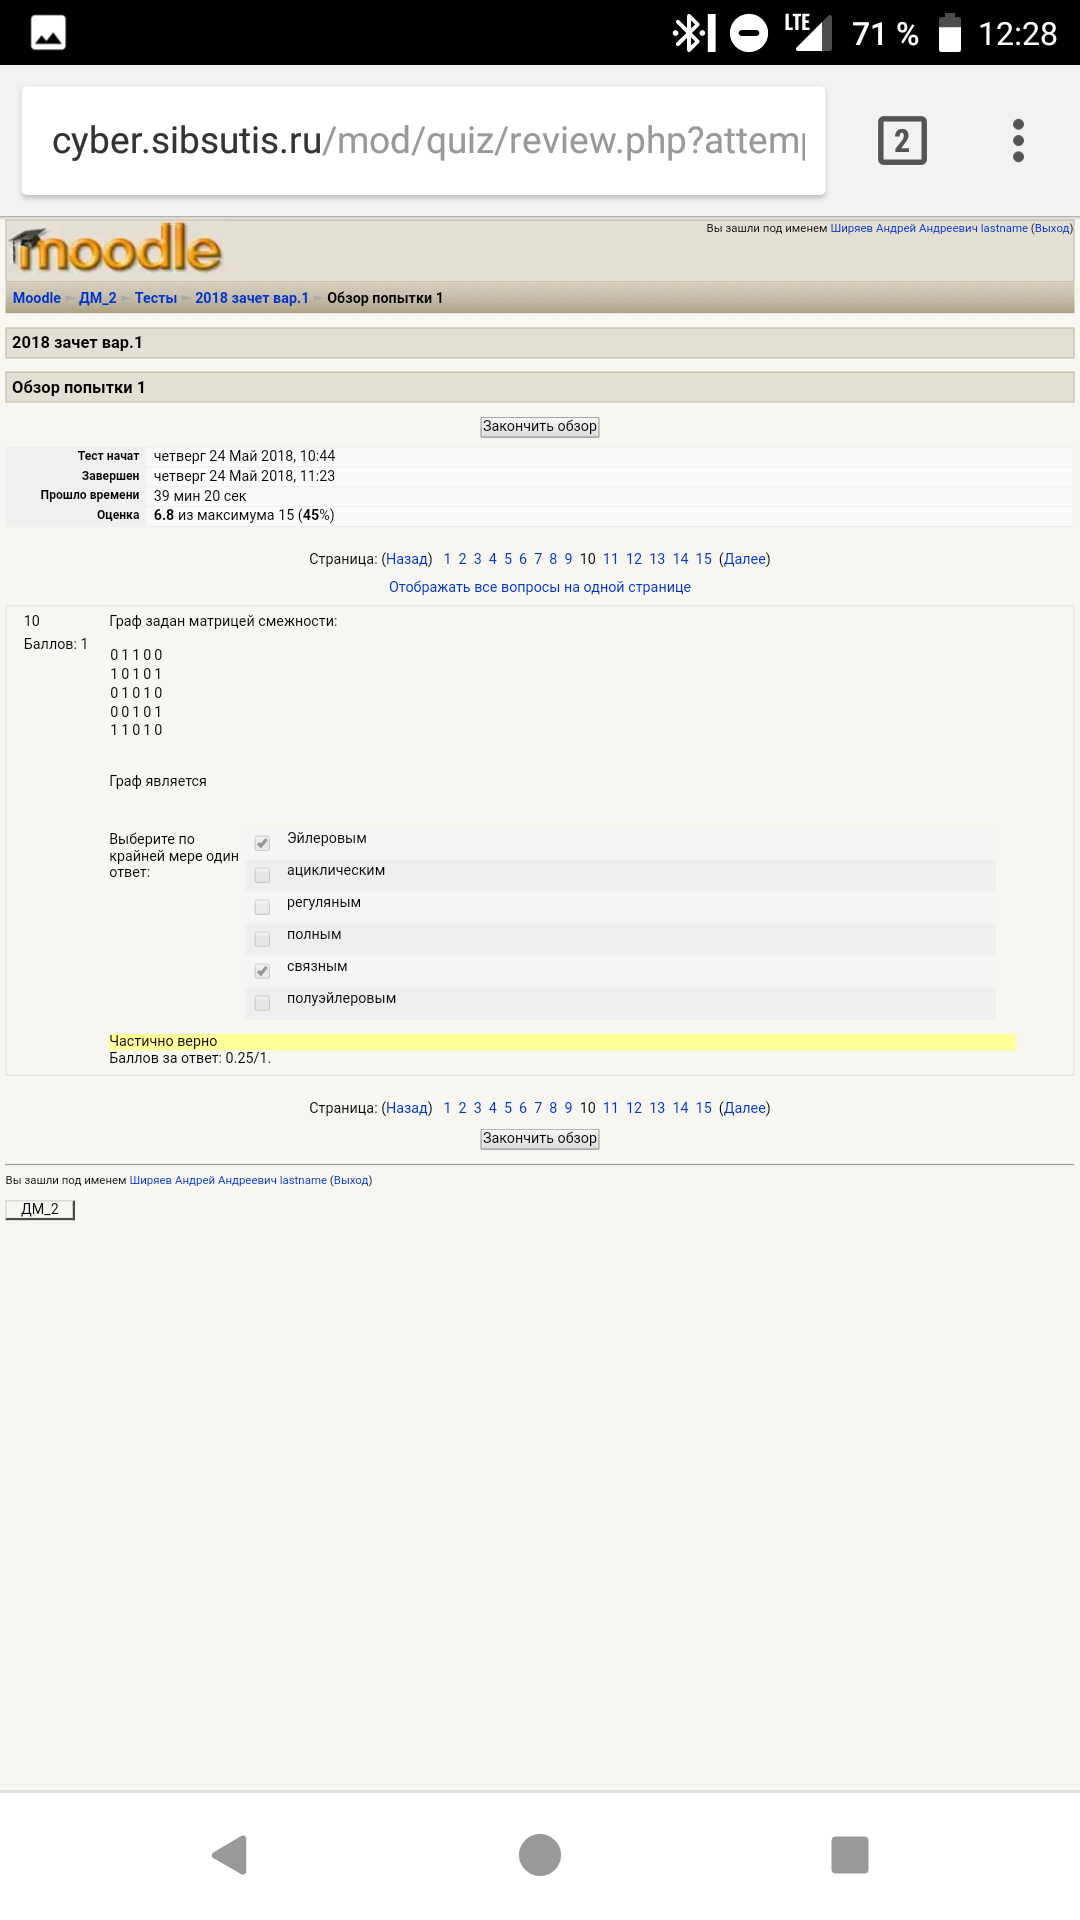 LTE 71 % 12:28
cyber.sibsutis.ru/mod/quiz/review.php?attem
2
moodle
Вы зашли под именем Ширяев Андрей Андреевич lastname (Выход)
Moodle ► ДМ_2 ► Тесты ► 2018 зачет вар.1 ► Обзор попытки 1
2018 зачет вар.1
Обзор попытки 1
Закончить обзор
Тест начат четверг 24 Май 2018, 10:44
Завершен четверг 24 Май 2018, 11:23
Прошло времени 39 мин 20 сек
Оценка 6.8 из максимума 15 (45%)
Страница: (Назад) 1 2 3 4 5 6 7 8 9 10 11 12 13 14 15 (Далее)
Отображать все вопросы на одной странице
10
Баллов: 1
Граф задан матрицей смежности:
0 1 1 0 0
1 0 1 0 1
0 1 0 1 0
0 0 1 0 1
1 1 0 1 0
Граф является
Выберите по
крайней мере один
ответ:
Эйлеровым
ациклическим
регуляным
полным
связным
полуэйлеровым
Частично верно
Баллов за ответ: 0.25/1.
Страница: (Назад) 1 2 3 4 5 6 7 8 9 10 11 12 13 14 15 (Далее)
Закончить обзор
Вы зашли под именем Ширяев Андрей Андреевич lastname (Выход)
ДМ_2